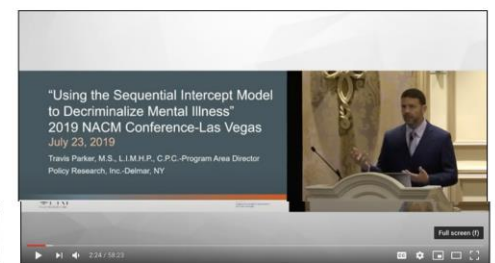 “Using the Sequential Intercept Model
to Decriminalize Mental Illness”
2019 NACM Conference-Las Vegas
July 23, 2019
Travis Parker, M.S., L.I.M.H.P., C.P.C.-Program Area Director
Policy Research, Inc.-Delmar, NY
Full screen (f)
2:24 / 58:23